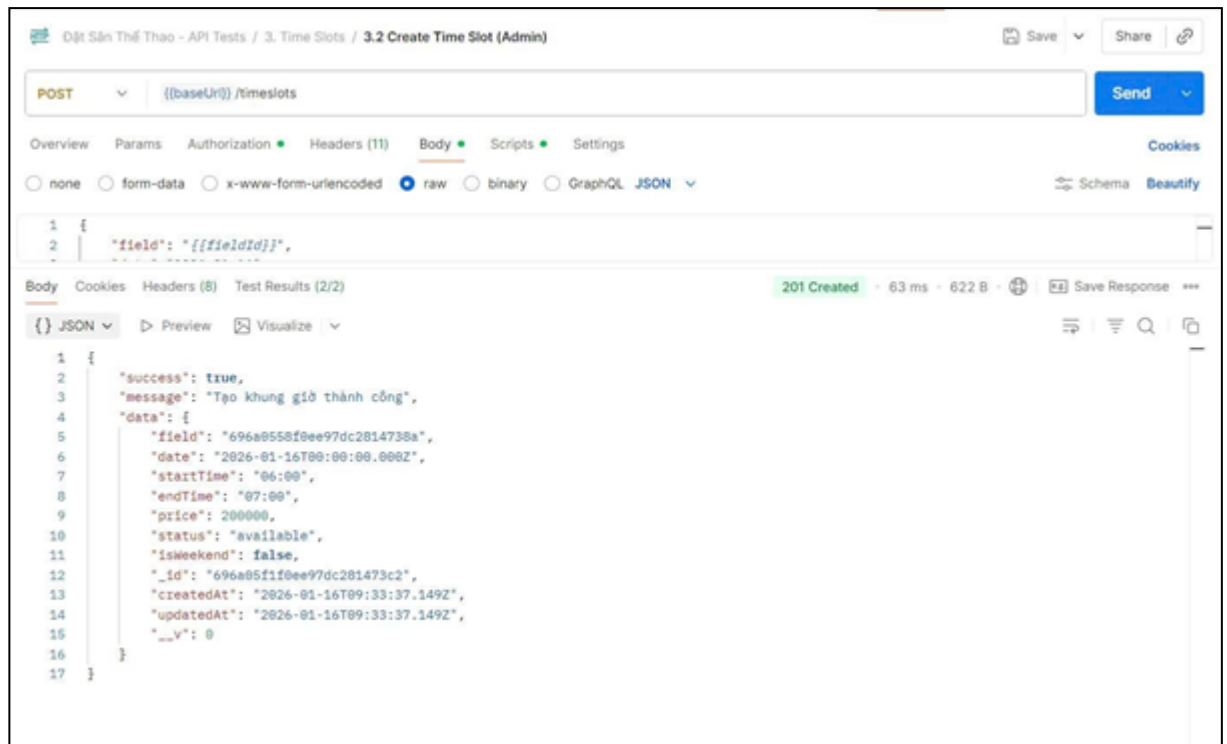 Đặt Sân Thể Thao - API Tests / 3. Time Slots / 3.2 Create Time Slot (Admin)
Save
Share
POST
{{baseUrl}} /timeslots
Send
Overview Params Authorization Headers (11) Body Scripts Settings
Cookies
none form-data x-www-form-urlencoded raw binary GraphQL JSON
Schema Beautify
1 {
2 "field": "{{fieldId}}",
Body Cookies Headers (8) Test Results (2/2)
201 Created 63 ms 622 B
Save Response
{} JSON Preview Visualize
1 {
2 "success": true,
3 "message": "Tạo khung giờ thành công",
4 "data": {
5 "field": "696a0558f0ee97dc2814738a",
6 "date": "2026-01-16T00:00:00.000Z",
7 "startTime": "06:00",
8 "endTime": "07:00",
9 "price": 200000,
10 "status": "available",
11 "isWeekend": false,
12 "_id": "696a05f1f0ee97dc281473c2",
13 "createdAt": "2026-01-16T09:33:37.149Z",
14 "updatedAt": "2026-01-16T09:33:37.149Z",
15 "__v": 0
16 }
17 }